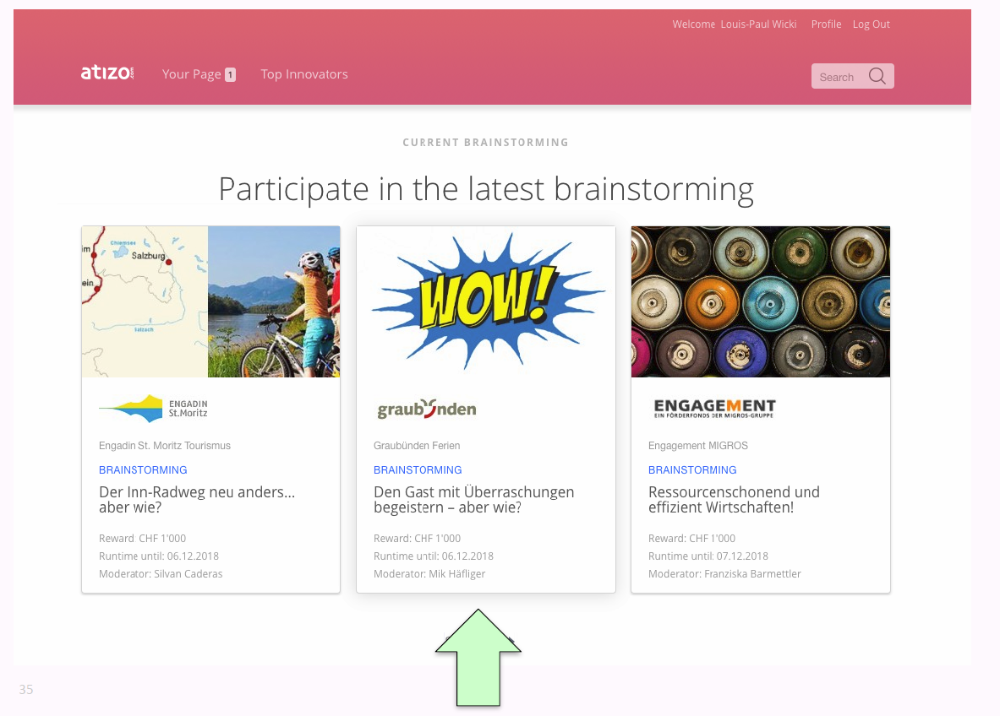 Welcome Louis-Paul Wicki Profile Log Out
atizo.com Your Page 1 Top Innovators Search
CURRENT BRAINSTORMING
Participate in the latest brainstorming
Chiemsee
im
Salzburg
ein
Salzach
WOW!
ENGADIN
St. Moritz
graubünden
ENGAGEMENT
EIN FÖRDERFONDS DER MIGROS-GRUPPE
Engadin St. Moritz Tourismus
BRAINSTORMING
Der Inn-Radweg neu anders...
aber wie?
Reward: CHF 1'000
Runtime until: 06.12.2018
Moderator: Silvan Caderas
Graubünden Ferien
BRAINSTORMING
Den Gast mit Überraschungen
begeistern – aber wie?
Reward: CHF 1'000
Runtime until: 06.12.2018
Moderator: Mik Häfliger
Engagement MIGROS
BRAINSTORMING
Ressourcenschonend und
effizient Wirtschaften!
Reward: CHF 1'000
Runtime until: 07.12.2018
Moderator: Franziska Barmettler
35